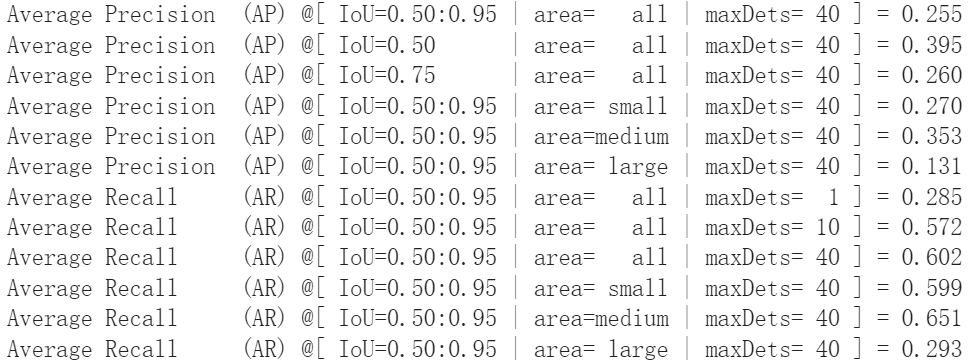 Average Precision  (AP) @[ IoU=0.50:0.95 | area=   all | maxDets= 40 ] = 0.255
Average Precision  (AP) @[ IoU=0.50      | area=   all | maxDets= 40 ] = 0.395
Average Precision  (AP) @[ IoU=0.75      | area=   all | maxDets= 40 ] = 0.260
Average Precision  (AP) @[ IoU=0.50:0.95 | area= small | maxDets= 40 ] = 0.270
Average Precision  (AP) @[ IoU=0.50:0.95 | area=medium | maxDets= 40 ] = 0.353
Average Precision  (AP) @[ IoU=0.50:0.95 | area= large | maxDets= 40 ] = 0.131
Average Recall     (AR) @[ IoU=0.50:0.95 | area=   all | maxDets=  1 ] = 0.285
Average Recall     (AR) @[ IoU=0.50:0.95 | area=   all | maxDets= 10 ] = 0.572
Average Recall     (AR) @[ IoU=0.50:0.95 | area=   all | maxDets= 40 ] = 0.602
Average Recall     (AR) @[ IoU=0.50:0.95 | area= small | maxDets= 40 ] = 0.599
Average Recall     (AR) @[ IoU=0.50:0.95 | area=medium | maxDets= 40 ] = 0.651
Average Recall     (AR) @[ IoU=0.50:0.95 | area= large | maxDets= 40 ] = 0.293